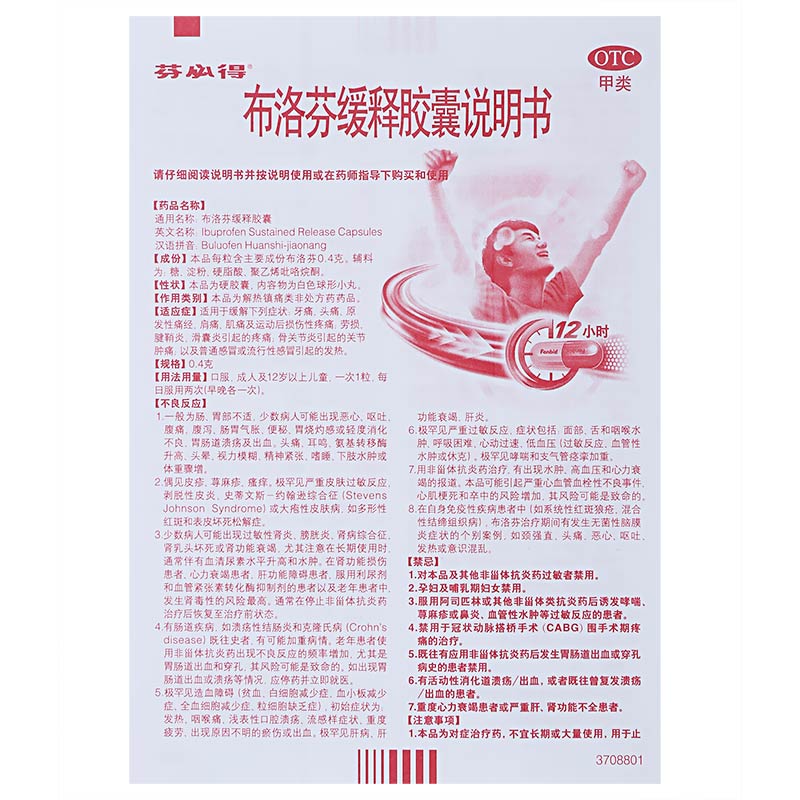 芬必得®
OTC
甲类
布洛芬缓释胶囊说明书
请仔细阅读说明书并按说明使用或在药师指导下购买和使用
【药品名称】
通用名称: 布洛芬缓释胶囊
英文名称: Ibuprofen Sustained Release Capsules
汉语拼音: Buluofen Huanshi-jiaonang
【成份】本品每粒含主要成份布洛芬0.4克。辅料
为: 糖、淀粉、硬脂酸、聚乙烯吡咯烷酮。
【性状】本品为硬胶囊, 内容物为白色球形小丸。
【作用类别】本品为解热镇痛类非处方药药品。
【适应症】适用于缓解下列症状: 牙痛、头痛、原
发性痛经、肩痛、肌痛及运动后损伤性疼痛、劳损、
腱鞘炎、滑囊炎引起的疼痛; 骨关节炎引起的关节
肿痛; 以及普通感冒或流行性感冒引起的发热。
【规格】0.4克
【用法用量】口服, 成人及12岁以上儿童, 一次1粒, 每
日服用两次(早晚各一次)。
12小时
Fenbid
【不良反应】
1.一般为肠、胃部不适, 少数病人可能出现恶心、呕吐、
腹痛、腹泻、肠胃气胀、便秘、胃烧灼感或轻度消化
不良、胃肠道溃疡及出血、头痛、耳鸣、氨基转移酶
升高、头晕、视力模糊、精神紧张、嗜睡、下肢水肿或
体重骤增。
2.偶见皮疹、荨麻疹、瘙痒。极罕见严重皮肤过敏反应,
剥脱性皮炎、史蒂文斯-约翰逊综合征(Stevens
Johnson Syndrome)或大疱性皮肤病, 如多形性
红斑和表皮坏死松解症。
3.少数病人可能出现过敏性肾炎、膀胱炎、肾病综合征、
肾乳头坏死或肾功能衰竭, 尤其注意在长期使用时,
通常伴有血清尿素水平升高和水肿。在肾功能损伤
患者、心力衰竭患者、肝功能障碍患者、服用利尿剂
和血管紧张素转化酶抑制剂的患者以及老年患者中,
发生肾毒性的风险最高。通常在停止非甾体抗炎药
治疗后恢复至治疗前状态。
4.有肠道疾病, 如溃疡性结肠炎和克隆氏病(Crohn's
disease)既往史者, 有可能加重病情。老年患者使
用非甾体抗炎药出现不良反应的频率增加, 尤其是
胃肠道出血和穿孔, 其风险可能是致命的。如出现胃
肠道出血或溃疡等情况, 应停药并立即就医。
5.极罕见造血障碍(贫血、白细胞减少症、血小板减少
症、全血细胞减少症、粒细胞缺乏症), 初始症状为:
发热、咽喉痛、浅表性口腔溃疡、流感样症状、重度
疲劳、出现原因不明的瘀伤或出血。极罕见肝病、肝
功能衰竭、肝炎。
6.极罕见严重过敏反应, 症状包括: 面部、舌和咽喉水
肿、呼吸困难、心动过速、低血压(过敏反应、血管性
水肿或休克)。极罕见哮喘和支气管痉挛加重。
7.用非甾体抗炎药治疗, 有出现水肿、高血压和心力衰
竭的报道。本品可能引起严重心血管血栓性不良事件、
心肌梗死和卒中的风险增加, 其风险可能是致命的。
8.在自身免疫性疾病患者中(如系统性红斑狼疮、混合
性结缔组织病), 布洛芬治疗期间有发生无菌性脑膜
炎症状的个别案例, 如颈强直、头痛、恶心、呕吐、
发热或意识混乱。
【禁忌】
1.对本品及其他非甾体抗炎药过敏者禁用。
2.孕妇及哺乳期妇女禁用。
3.服用阿司匹林或其他非甾体类抗炎药后诱发哮喘、
荨麻疹或鼻炎、血管性水肿等过敏反应的患者。
4.禁用于冠状动脉搭桥手术(CABG)围手术期疼
痛的治疗。
5.既往有应用非甾体抗炎药后发生胃肠道出血或穿孔
病史的患者禁用。
6.有活动性消化道溃疡/出血, 或者既往曾复发溃疡
/出血的患者。
7.重度心力衰竭患者或严重肝、肾功能不全患者。
【注意事项】
1.本品为对症治疗药, 不宜长期或大量使用, 用于止
3708801